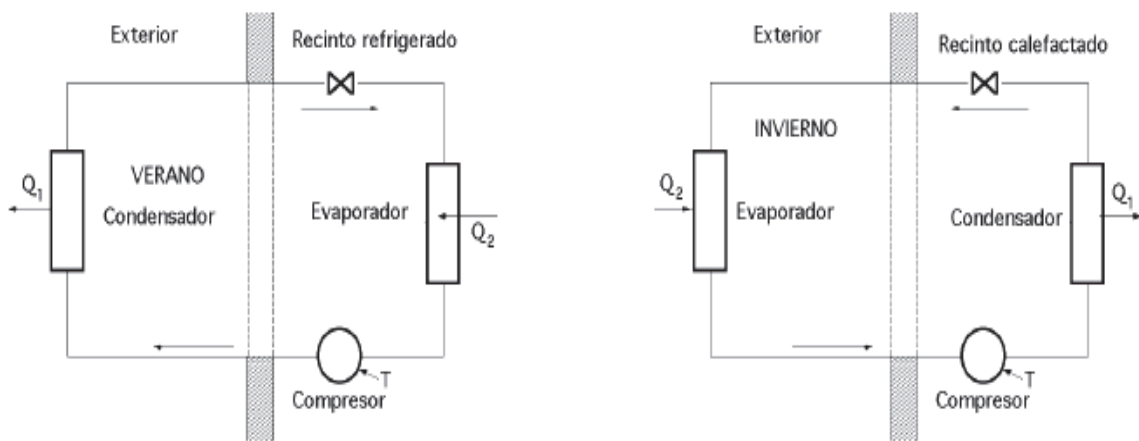 Exterior
Recinto refrigerado
VERANO
Q1
Condensador
Evaporador
Q2
T
Compresor
Exterior
Recinto calefactado
INVIERNO
Q2
Evaporador
Condensador
Q1
T
Compresor